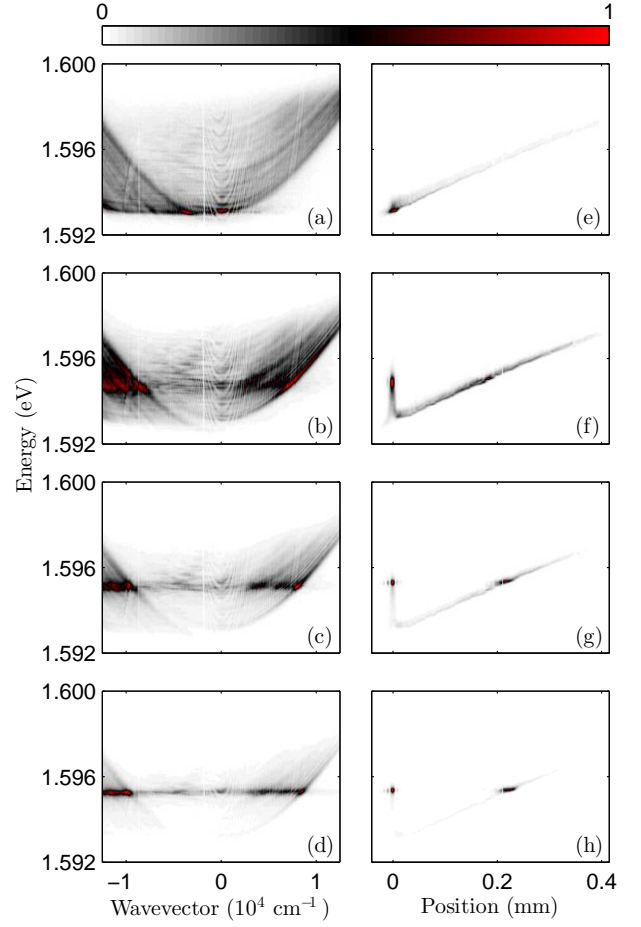 0 1
1.600
1.596
1.592
(a) (e)
1.600
1.596
1.592
(b) (f)
1.600
1.596
1.592
(c) (g)
1.600
1.596
1.592
(d) (h)
Energy (eV)
−1 0 1 0 0.2 0.4
Wavevector (10⁴ cm⁻¹) Position (mm)